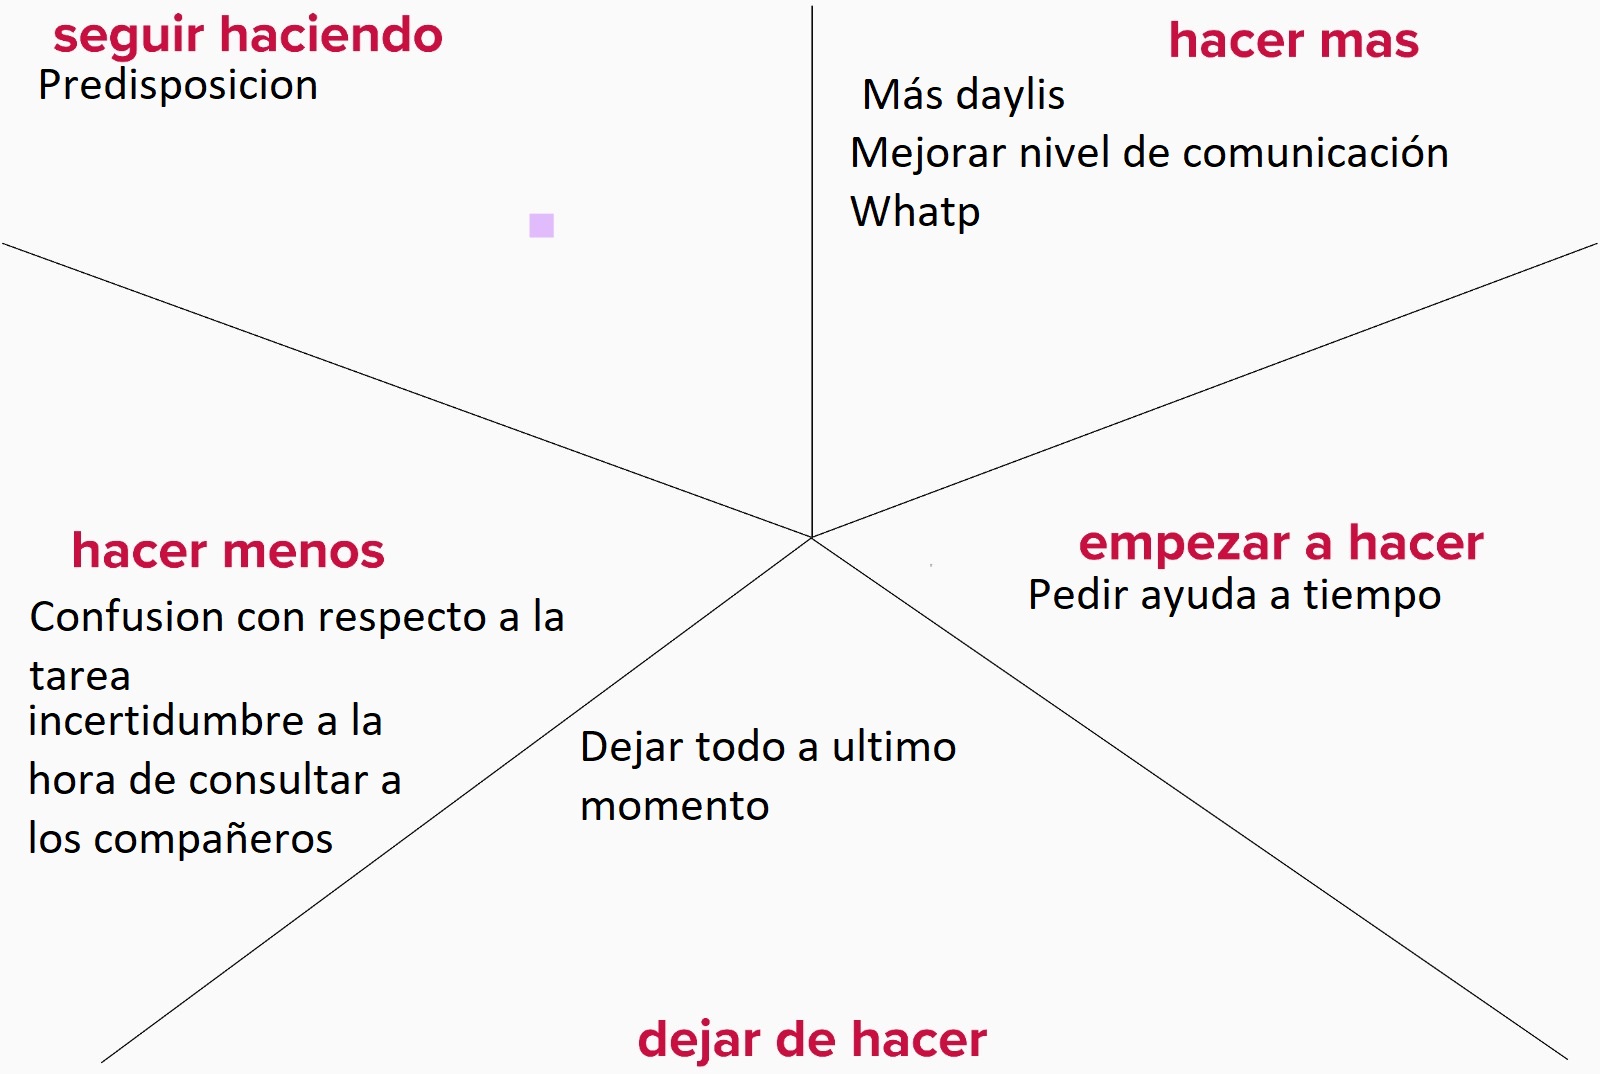 seguir haciendo
Predisposicion
hacer mas
Más daylis
Mejorar nivel de comunicación
Whatp
hacer menos
Confusion con respecto a la
tarea
incertidumbre a la
hora de consultar a
los compañeros
empezar a hacer
Pedir ayuda a tiempo
Dejar todo a ultimo
momento
dejar de hacer